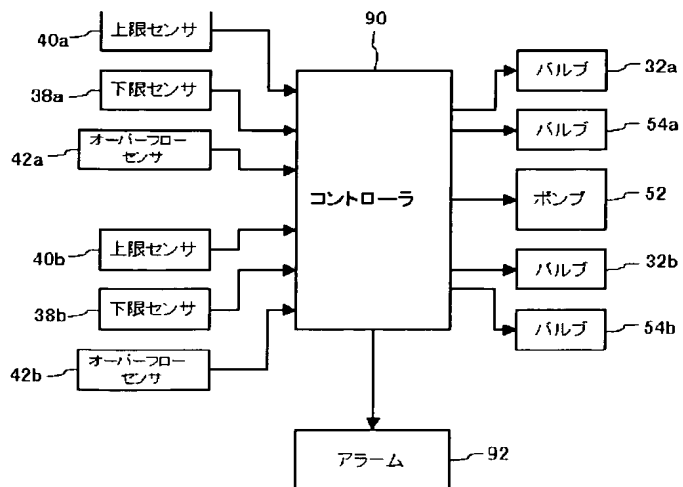 40a
上限センサ
38a
下限センサ
42a
オーバーフロー
センサ
40b
上限センサ
38b
下限センサ
42b
オーバーフロー
センサ
90
コントローラ
バルブ
32a
バルブ
54a
ポンプ
52
バルブ
32b
バルブ
54b
アラーム
92